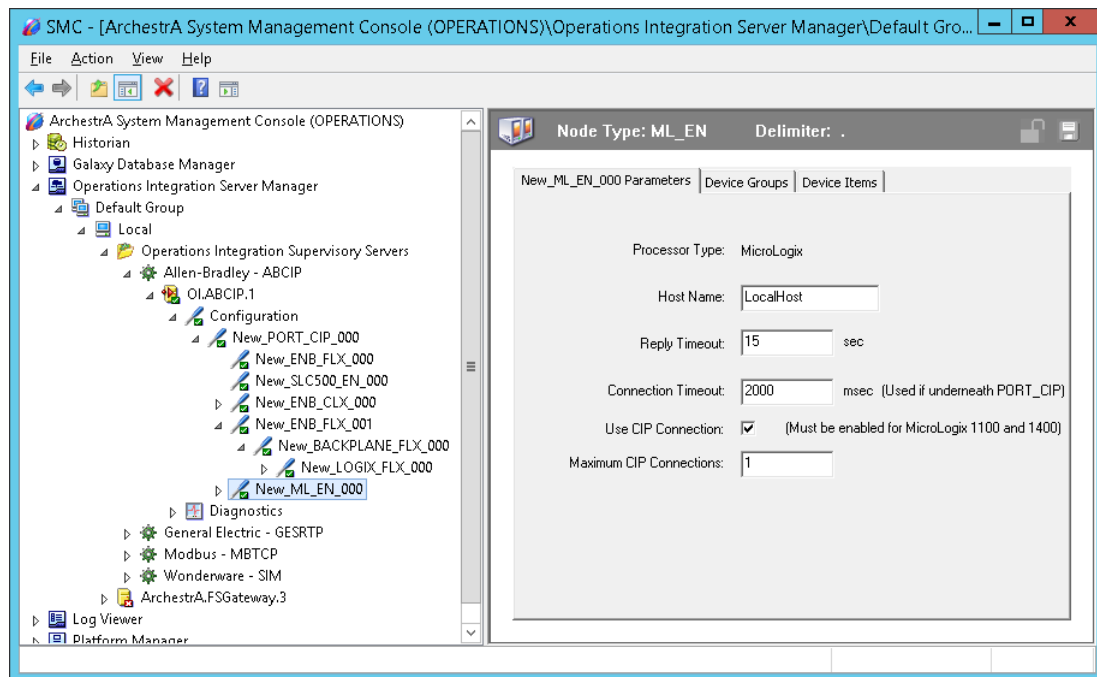 SMC - [ArchestrA System Management Console (OPERATIONS)\Operations Integration Server Manager\Default Gro...
File Action View Help
ArchestrA System Management Console (OPERATIONS)
Historian
Galaxy Database Manager
Operations Integration Server Manager
Default Group
Local
Operations Integration Supervisory Servers
Allen-Bradley - ABCIP
OI.ABCIP.1
Configuration
New_PORT_CIP_000
New_ENB_FLX_000
New_SLC500_EN_000
New_ENB_CLX_000
New_ENB_FLX_001
New_BACKPLANE_FLX_000
New_LOGIX_FLX_000
New_ML_EN_000
Diagnostics
General Electric - GESRTP
Modbus - MBTCP
Wonderware - SIM
ArchestrA.FSGateway.3
Log Viewer
Platform Manager
Node Type: ML_EN Delimiter: .
New_ML_EN_000 Parameters Device Groups Device Items
Processor Type: MicroLogix
Host Name: LocalHost
Reply Timeout: 15 sec
Connection Timeout: 2000 msec (Used if underneath PORT_CIP)
Use CIP Connection: (Must be enabled for MicroLogix 1100 and 1400)
Maximum CIP Connections: 1